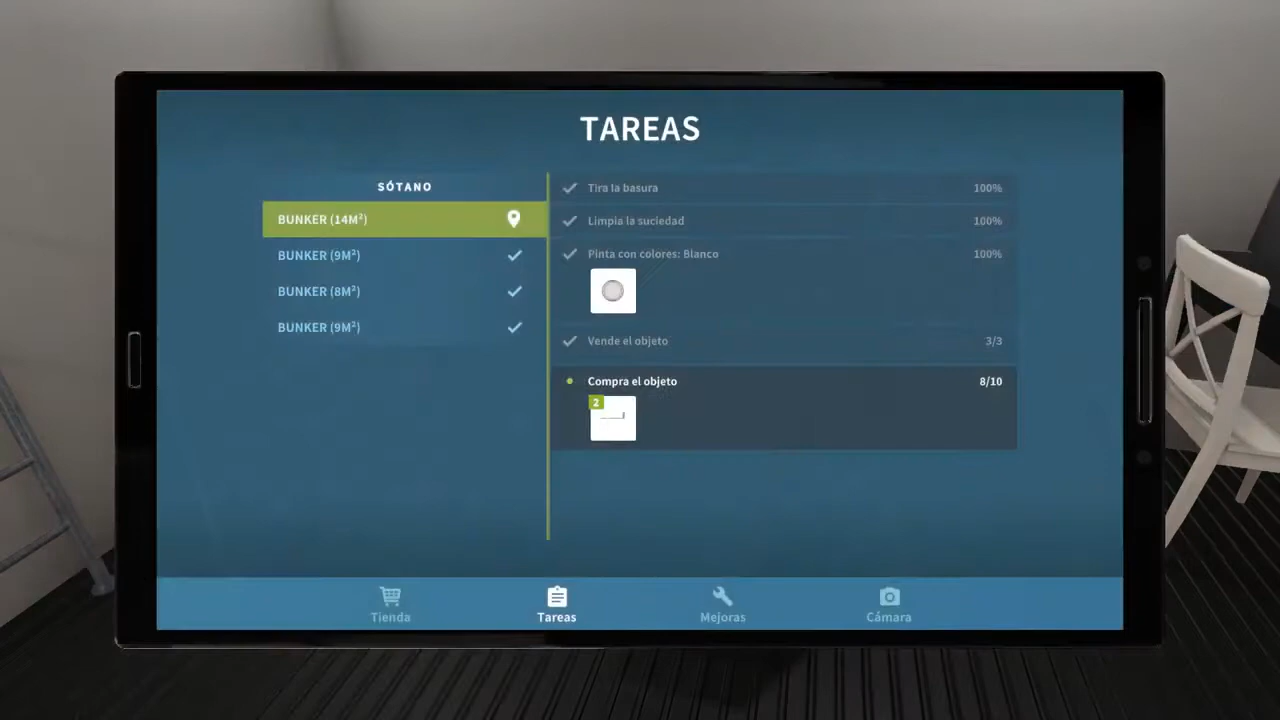 TAREAS
SÓTANO
BUNKER (14M²)
BUNKER (9M²)
BUNKER (8M²)
BUNKER (9M²)
Tira la basura 100%
Limpia la suciedad 100%
Pinta con colores: Blanco 100%
Vende el objeto 3/3
Compra el objeto 8/10
2
Tienda
Tareas
Mejoras
Cámara